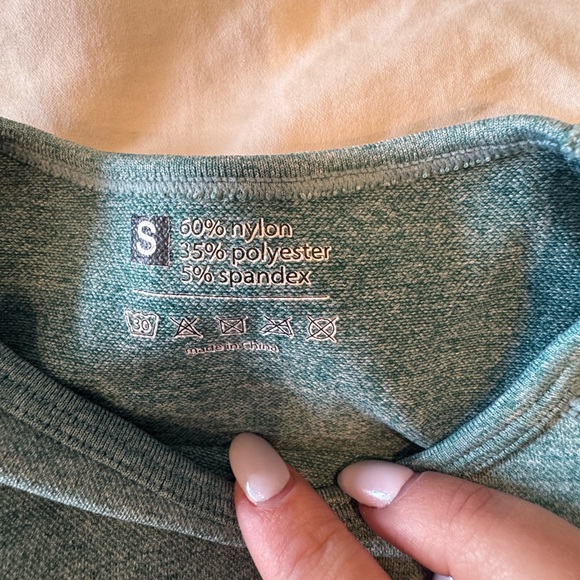 S
60% nylon
35% polyester
5% spandex
30
made in China